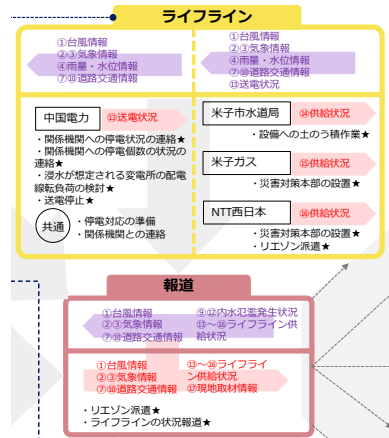 ライフライン
①台風情報
②③気象情報
④雨量・水位情報
⑦⑩道路交通情報
①台風情報
②③気象情報
④雨量・水位情報
⑦⑩道路交通情報
⑬送電状況
中国電力
⑬送電状況
・関係機関への停電状況の連絡★
・関係機関への停電個数の状況の
連絡★
・浸水が想定される変電所の配電
線転負荷の検討★
・送電停止★
共通
・停電対応の準備
・関係機関との連絡
米子市水道局
⑭供給状況
・設備への土のう積作業★
米子ガス
⑮供給状況
・災害対策本部の設置★
NTT西日本
⑯供給状況
・災害対策本部の設置★
・リエゾン派遣★
報道
①台風情報
②③気象情報
⑦⑩道路交通情報
⑨⑫内水氾濫発生状況
⑬～⑯ライフライン供
給状況
①台風情報
②③気象情報
⑦⑩道路交通情報
⑬～⑯ライフライ
ン供給状況
⑰現地取材情報
・リエゾン派遣★
・ライフラインの状況報道★